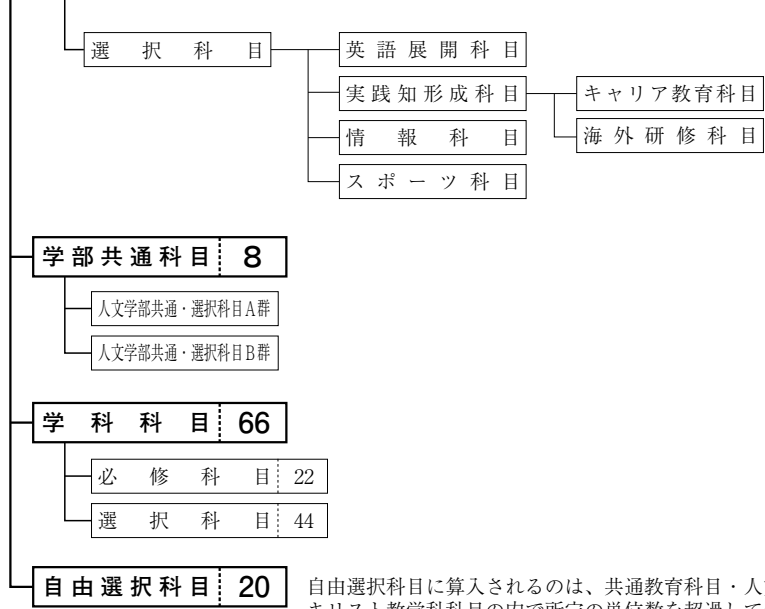 選択科目
英語展開科目
実践知形成科目
キャリア教育科目
情報科目
海外研修科目
スポーツ科目
学部共通科目 8
人文学部共通・選択科目A群
人文学部共通・選択科目B群
学科科目 66
必修科目 22
選択科目 44
自由選択科目 20
自由選択科目に算入されるのは、共通教育科目・人
キリスト教学科科目の内で所定の単位数を超過して